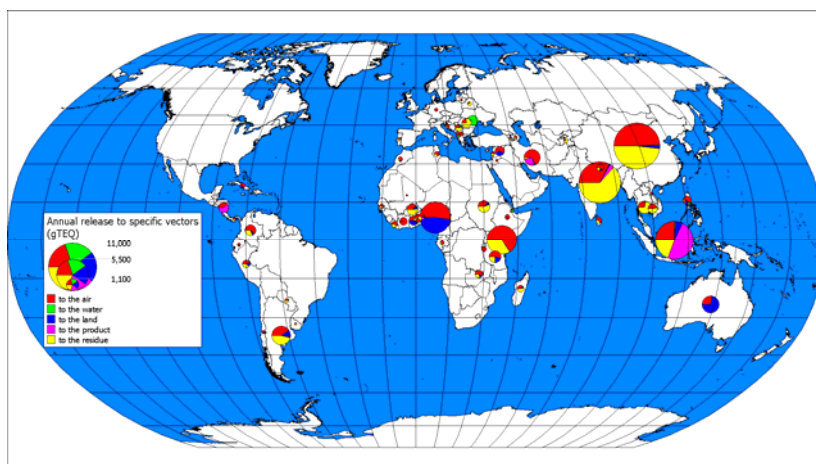 Annual release to specific vectors
(gTEQ)
11,000
5,500
1,100
to the air
to the water
to the land
to the product
to the residue